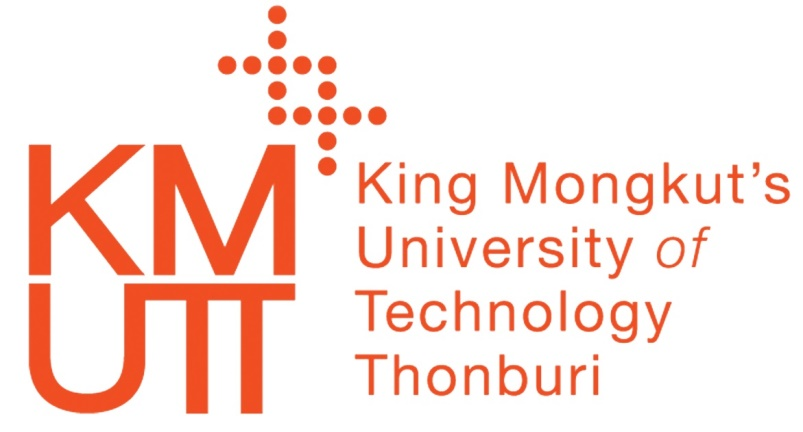 KM
UTT
King Mongkut's
University of
Technology
Thonburi